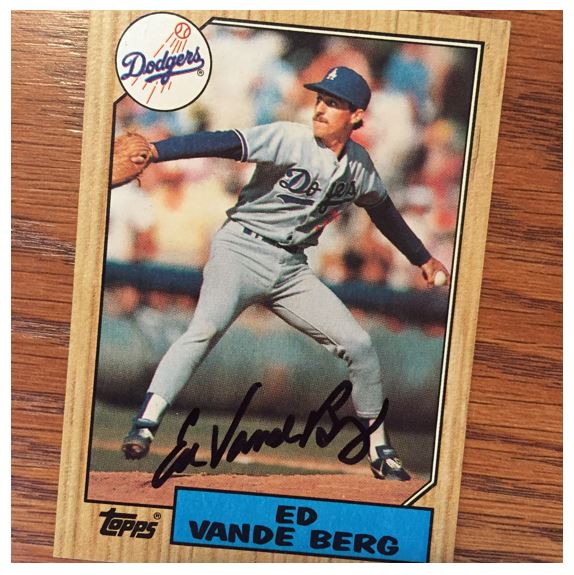 Dodgers®
Dodgers
Ed Vande Berg
topps®
ED
VANDE BERG